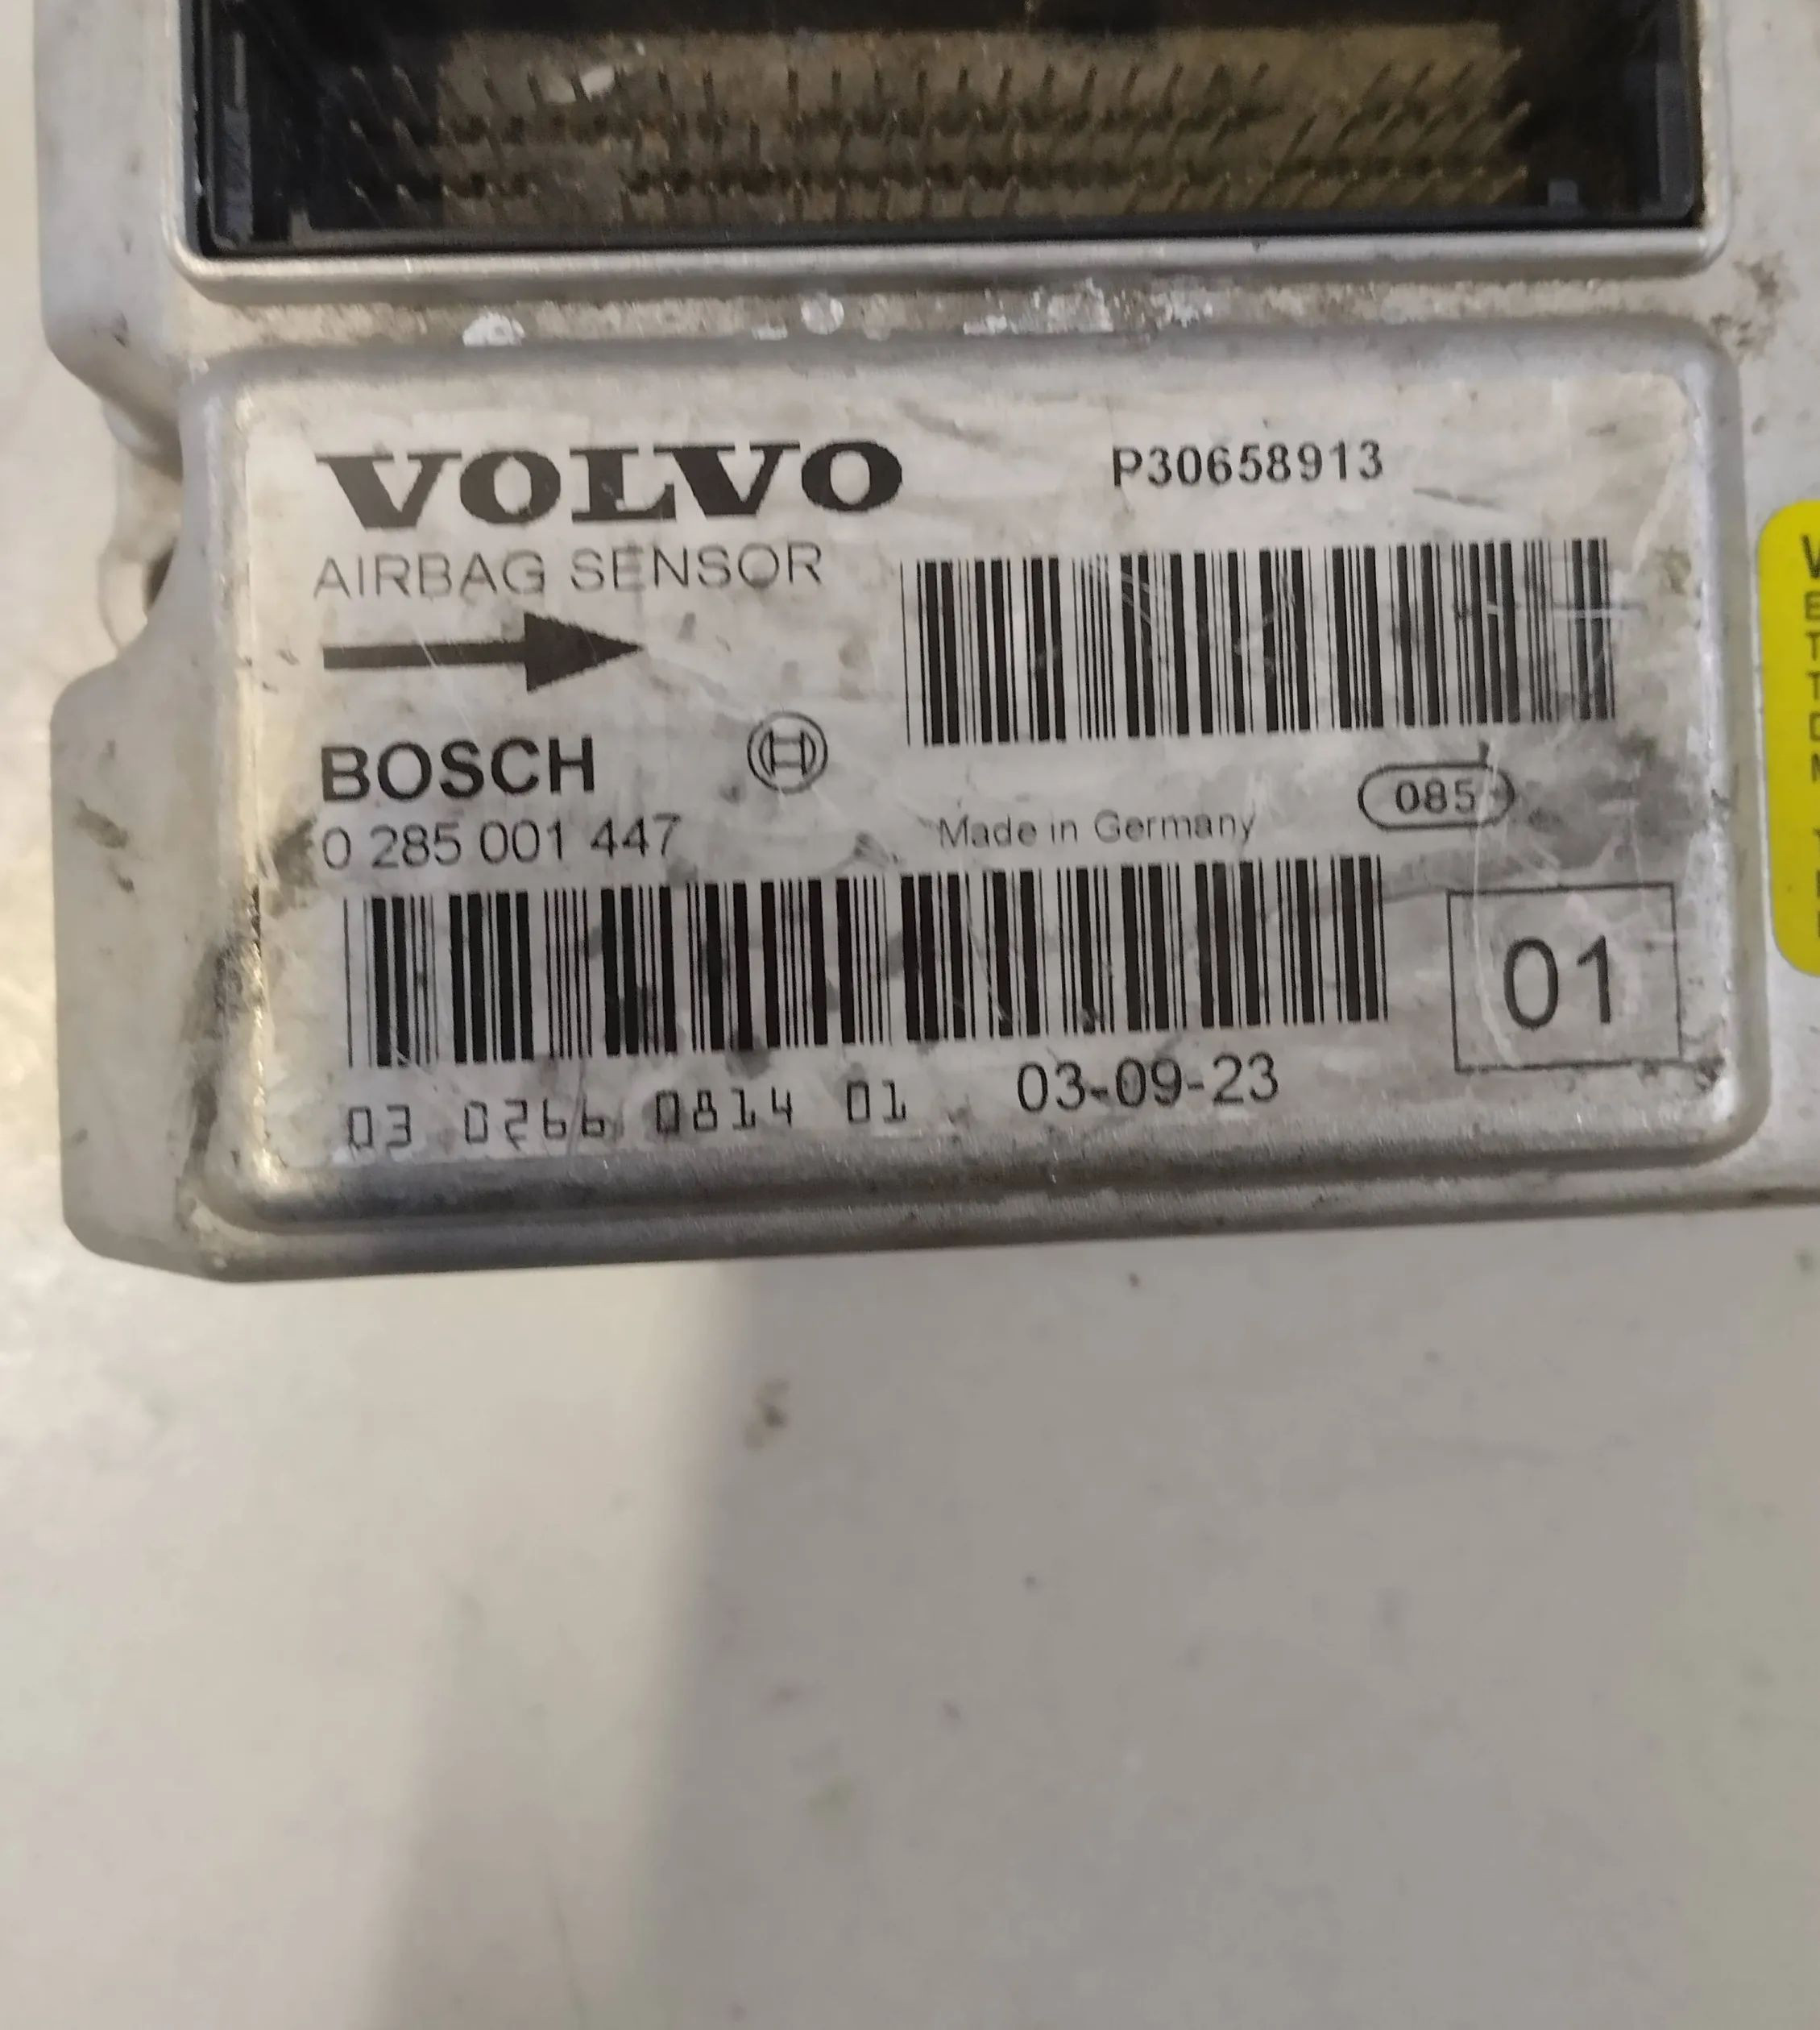 VOLVO
P30658913
AIRBAG SENSOR
BOSCH
0 285 001 447
Made in Germany
085
01
03 0266 0814 01
03-09-23